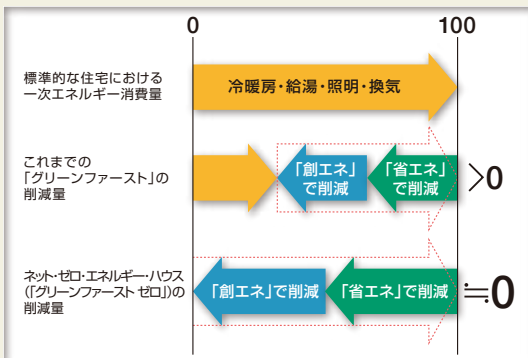 0
100
標準的な住宅における
一次エネルギー消費量
冷暖房・給湯・照明・換気
これまでの
「グリーンファースト」の
削減量
「創エネ」
で削減
「省エネ」
で削減
>0
ネット・ゼロ・エネルギー・ハウス
(「グリーンファースト ゼロ」)の
削減量
「創エネ」で削減
「省エネ」で削減
≒0